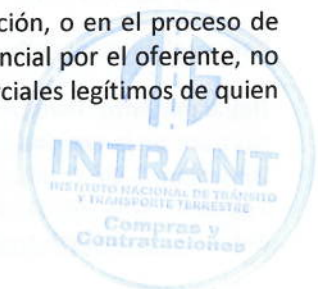 ción, o en el proceso de
ncial por el oferente, no
rciales legítimos de quien
INTRANT
INSTITUTO NACIONAL DE TRÁNSITO
Y TRANSPORTE TERRESTRE
Compras y
Contrataciones